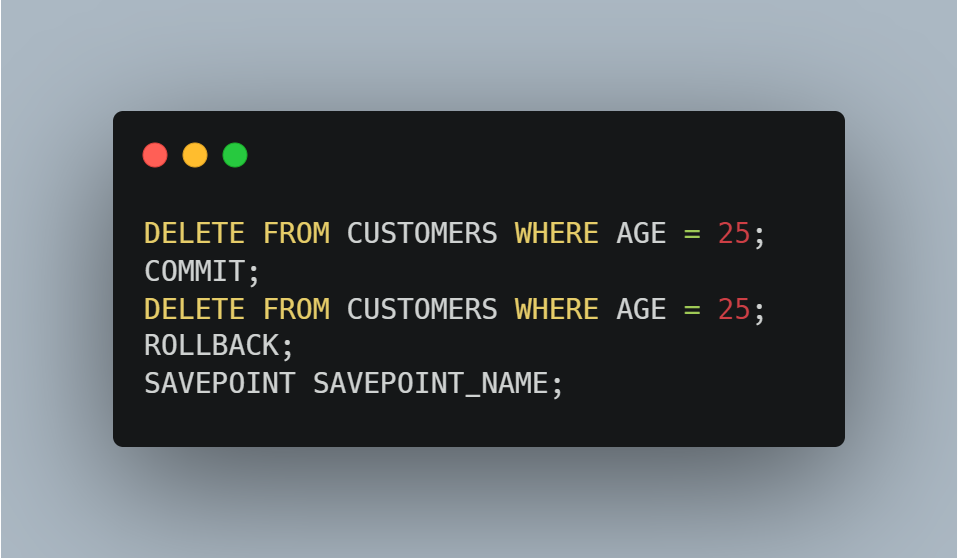 DELETE FROM CUSTOMERS WHERE AGE = 25;
COMMIT;
DELETE FROM CUSTOMERS WHERE AGE = 25;
ROLLBACK;
SAVEPOINT SAVEPOINT_NAME;